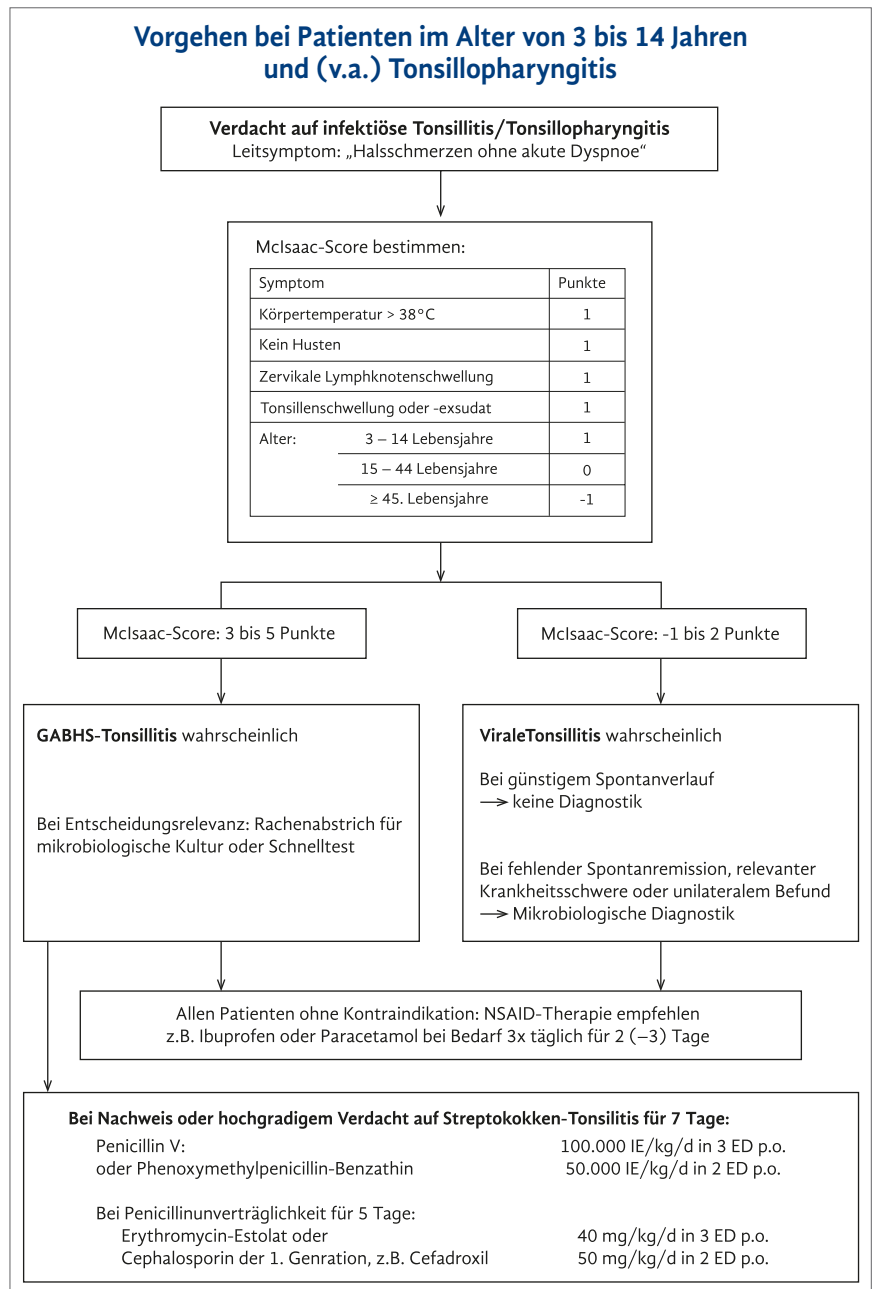 Vorgehen bei Patienten im Alter von 3 bis 14 Jahren
und (v.a.) Tonsillopharyngitis
Verdacht auf infektiöse Tonsillitis/Tonsillopharyngitis
Leitsymptom: „Halsschmerzen ohne akute Dyspnoe“
McIsaac-Score bestimmen:
Symptom Punkte
Körpertemperatur > 38°C 1
Kein Husten 1
Zervikale Lymphknotenschwellung 1
Tonsillenschwellung oder -exsudat 1
Alter: 3 – 14 Lebensjahre 1
15 – 44 Lebensjahre 0
≥ 45. Lebensjahre -1
McIsaac-Score: 3 bis 5 Punkte
McIsaac-Score: -1 bis 2 Punkte
GABHS-Tonsillitis wahrscheinlich
Bei Entscheidungsrelevanz: Rachenabstrich für
mikrobiologische Kultur oder Schnelltest
ViraleTonsillitis wahrscheinlich
Bei günstigem Spontanverlauf
→ keine Diagnostik
Bei fehlender Spontanremission, relevanter
Krankheitsschwere oder unilateralem Befund
→ Mikrobiologische Diagnostik
Allen Patienten ohne Kontraindikation: NSAID-Therapie empfehlen
z.B. Ibuprofen oder Paracetamol bei Bedarf 3x täglich für 2 (–3) Tage
Bei Nachweis oder hochgradigem Verdacht auf Streptokokken-Tonsilitis für 7 Tage:
Penicillin V: 100.000 IE/kg/d in 3 ED p.o.
oder Phenoxymethylpenicillin-Benzathin 50.000 IE/kg/d in 2 ED p.o.
Bei Penicillinunverträglichkeit für 5 Tage:
Erythromycin-Estolat oder 40 mg/kg/d in 3 ED p.o.
Cephalosporin der 1. Genration, z.B. Cefadroxil 50 mg/kg/d in 2 ED p.o.